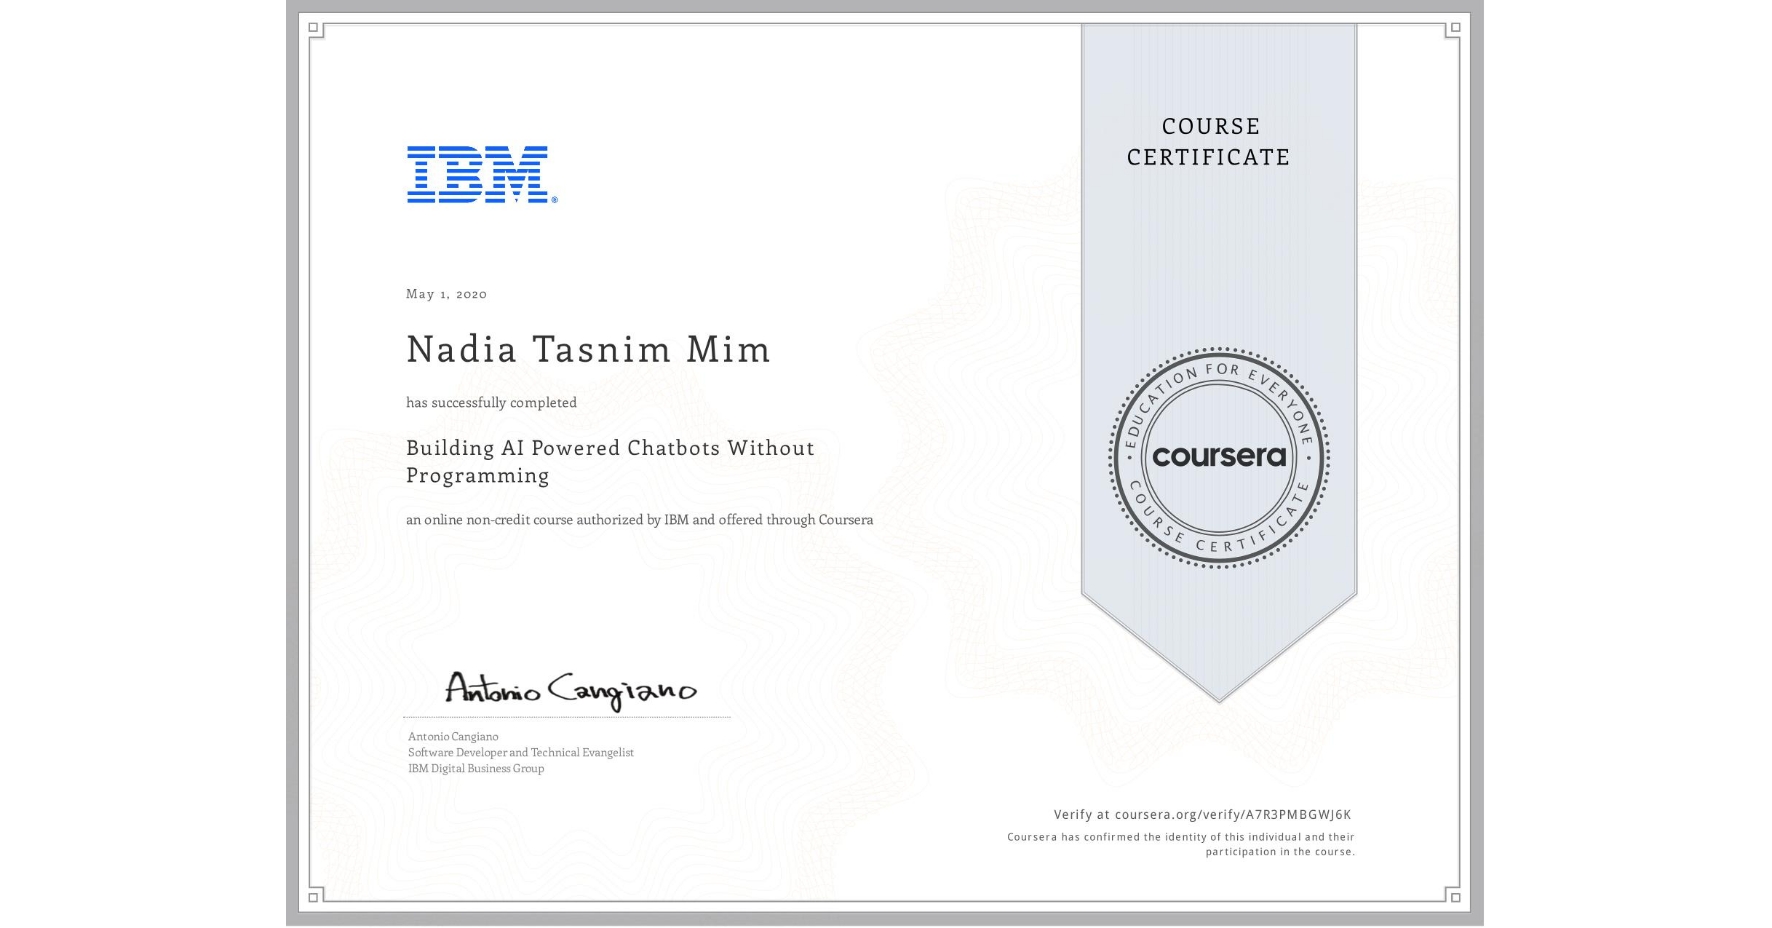 IBM®
COURSE
CERTIFICATE
May 1, 2020
Nadia Tasnim Mim
has successfully completed
Building AI Powered Chatbots Without
Programming
an online non-credit course authorized by IBM and offered through Coursera
EDUCATION FOR EVERYONE
coursera
COURSE CERTIFICATE
Antonio Cangiano
Antonio Cangiano
Software Developer and Technical Evangelist
IBM Digital Business Group
Verify at coursera.org/verify/A7R3PMBGWJ6K
Coursera has confirmed the identity of this individual and their
participation in the course.